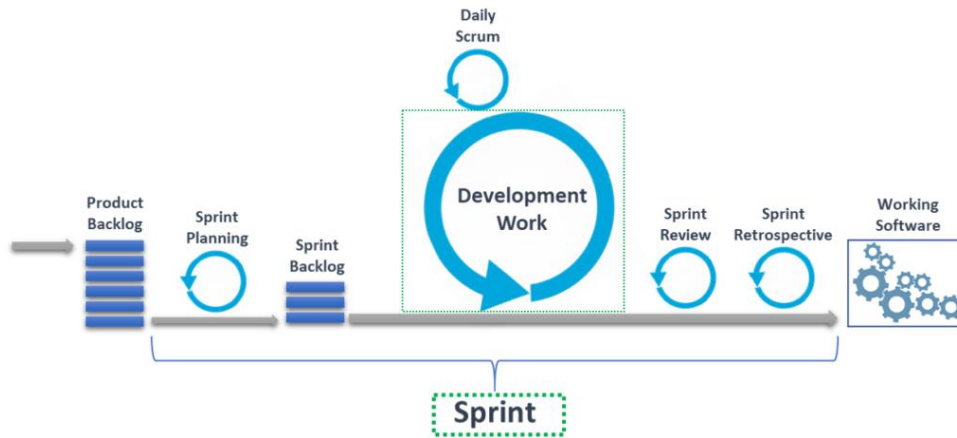 Daily
Scrum
Development
Work
Product
Backlog
Sprint
Planning
Sprint
Backlog
Sprint
Review
Sprint
Retrospective
Working
Software
Sprint